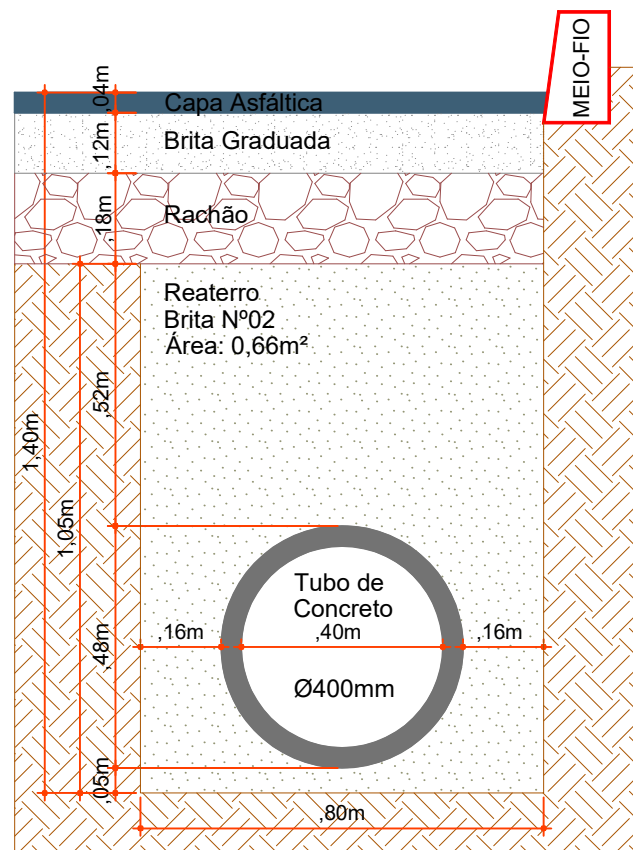 MEIO-FIO
,04m
Capa Asfáltica
,12m
Brita Graduada
,18m
Rachão
Reaterro
Brita Nº02
Área: 0,66m²
,52m
1,40m
1,05m
Tubo de
Concreto
,16m
,40m
,16m
,48m
Ø400mm
,05m
,80m